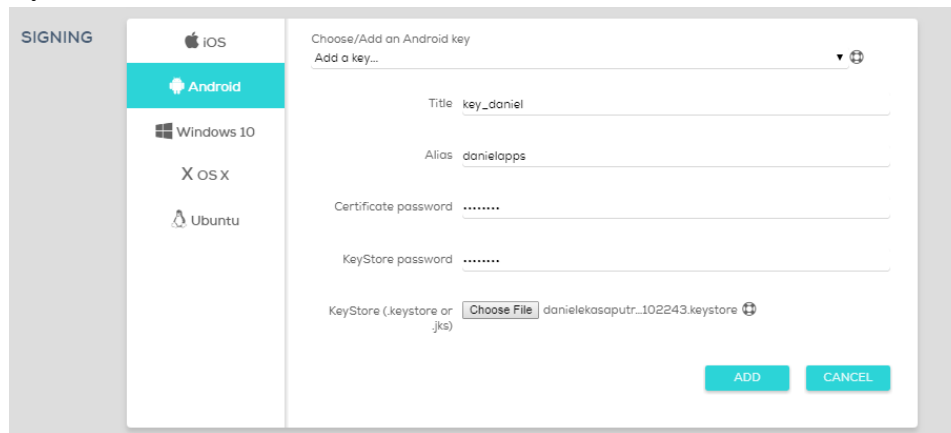 SIGNING
iOS
Android
Windows 10
X OS X
Ubuntu
Choose/Add an Android key
Add a key...
Title key_daniel
Alias danielapps
Certificate password ........
KeyStore password ........
KeyStore (.keystore or
.jks)
Choose File danielekasaputr...102243.keystore
ADD CANCEL